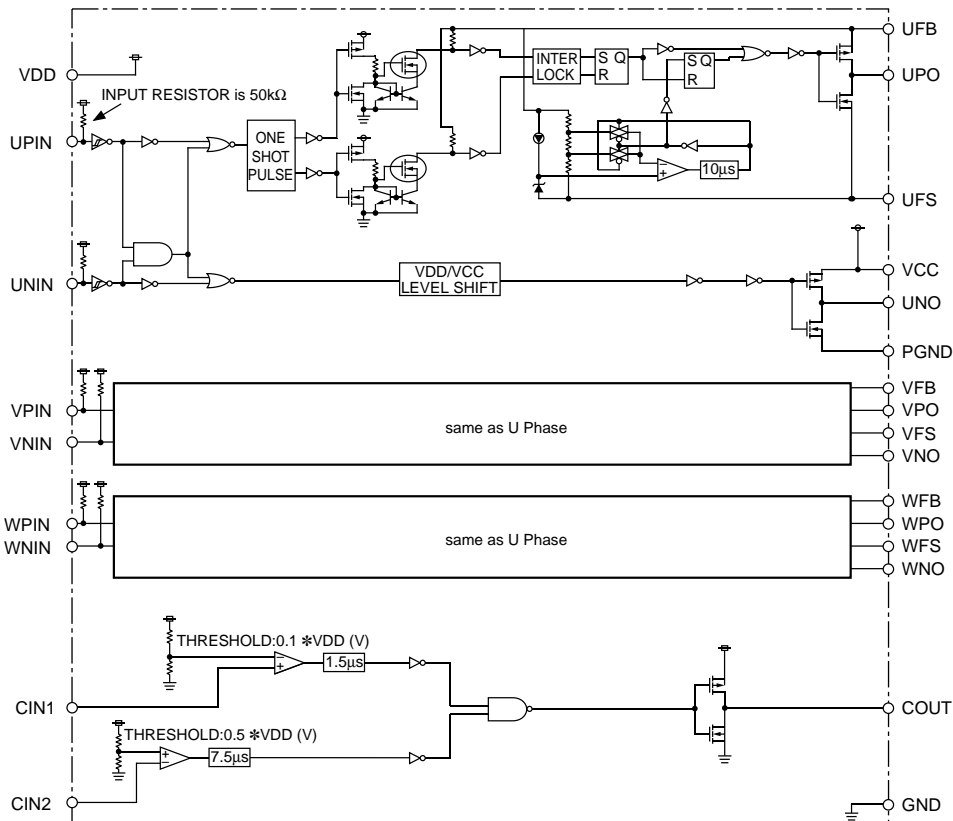 UFB
VDD
INTER
LOCK
S Q
R
S Q
R
UPO
INPUT RESISTOR is 50kΩ
UPIN
ONE
SHOT
PULSE
−
+
10µs
UFS
UNIN
VDD/VCC
LEVEL SHIFT
VCC
UNO
PGND
VPIN
VNIN
same as U Phase
VFB
VPO
VFS
VNO
WPIN
WNIN
same as U Phase
WFB
WPO
WFS
WNO
THRESHOLD:0.1 ∗VDD (V)
−
+
1.5µs
CIN1
COUT
THRESHOLD:0.5 ∗VDD (V)
+
−
7.5µs
CIN2
GND